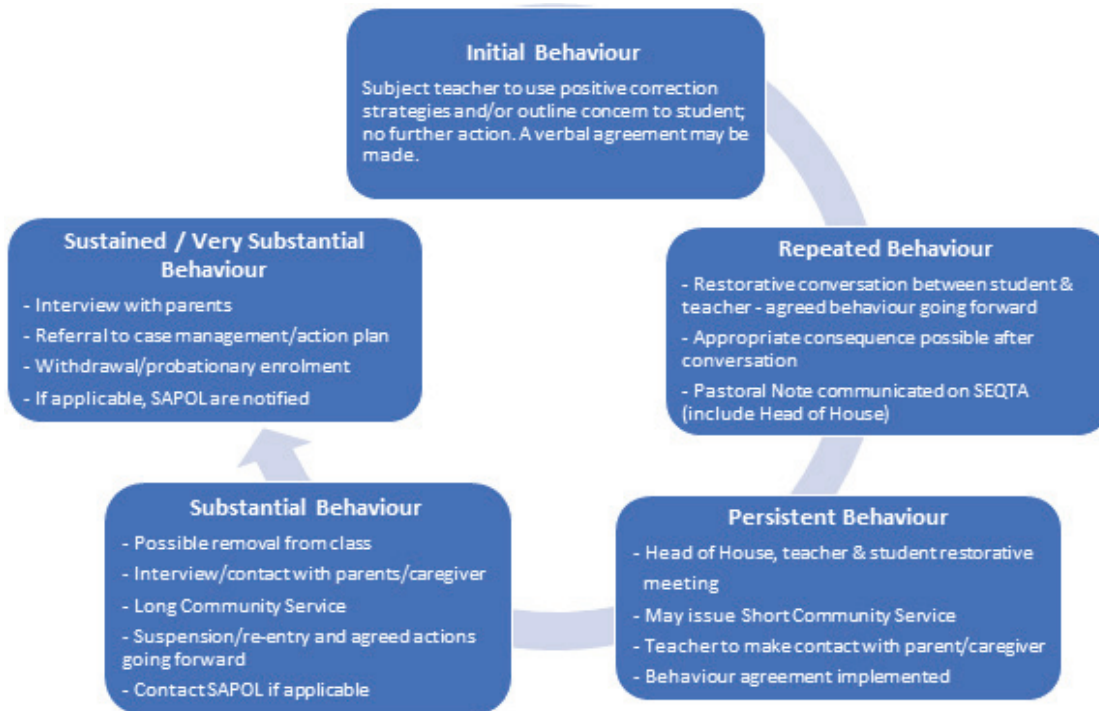 Initial Behaviour
Subject teacher to use positive correction
strategies and/or outline concern to student;
no further action. A verbal agreement may be
made.
Repeated Behaviour
- Restorative conversation between student &
teacher - agreed behaviour going forward
- Appropriate consequence possible after
conversation
- Pastoral Note communicated on SEQTA
(include Head of House)
Persistent Behaviour
- Head of House, teacher & student restorative
meeting
- May issue Short Community Service
- Teacher to make contact with parent/caregiver
- Behaviour agreement implemented
Substantial Behaviour
- Possible removal from class
- Interview/contact with parents/caregiver
- Long Community Service
- Suspension/re-entry and agreed actions
going forward
- Contact SAPOL if applicable
Sustained / Very Substantial
Behaviour
- Interview with parents
- Referral to case management/action plan
- Withdrawal/probationary enrolment
- If applicable, SAPOL are notified